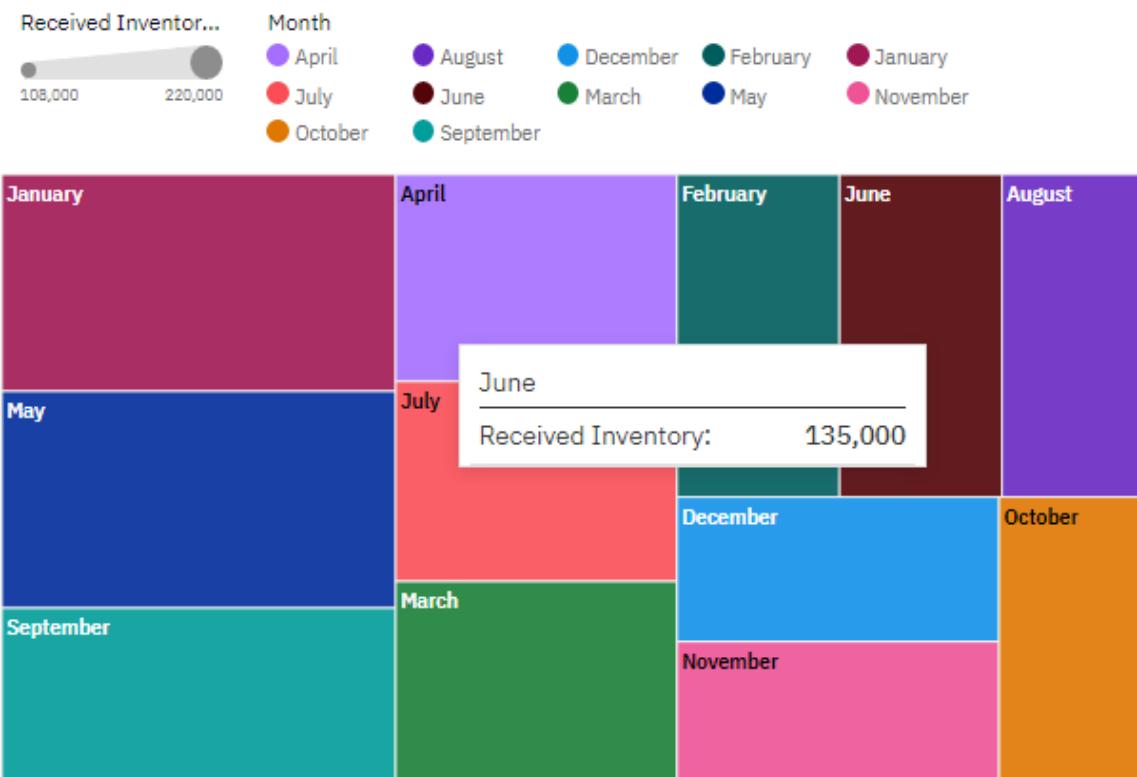 Received Inventor... Month
April August December February January
108,000 220,000
July June March May November
October September
January April February June August
June
May July
Received Inventory: 135,000
December October
March
September
November